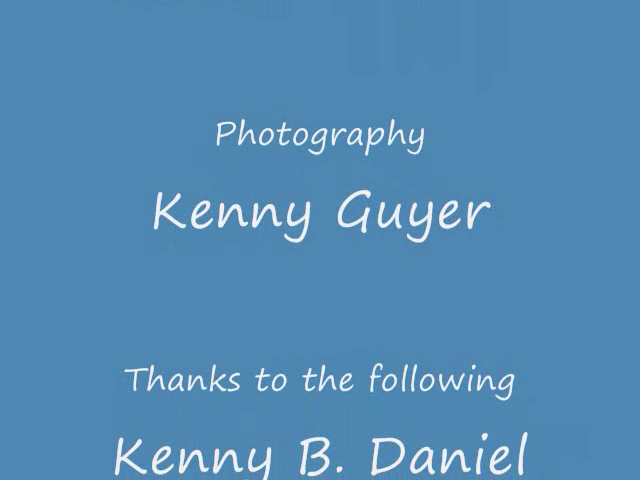 Photography
Kenny Guyer
Thanks to the following
Kenny B. Daniel